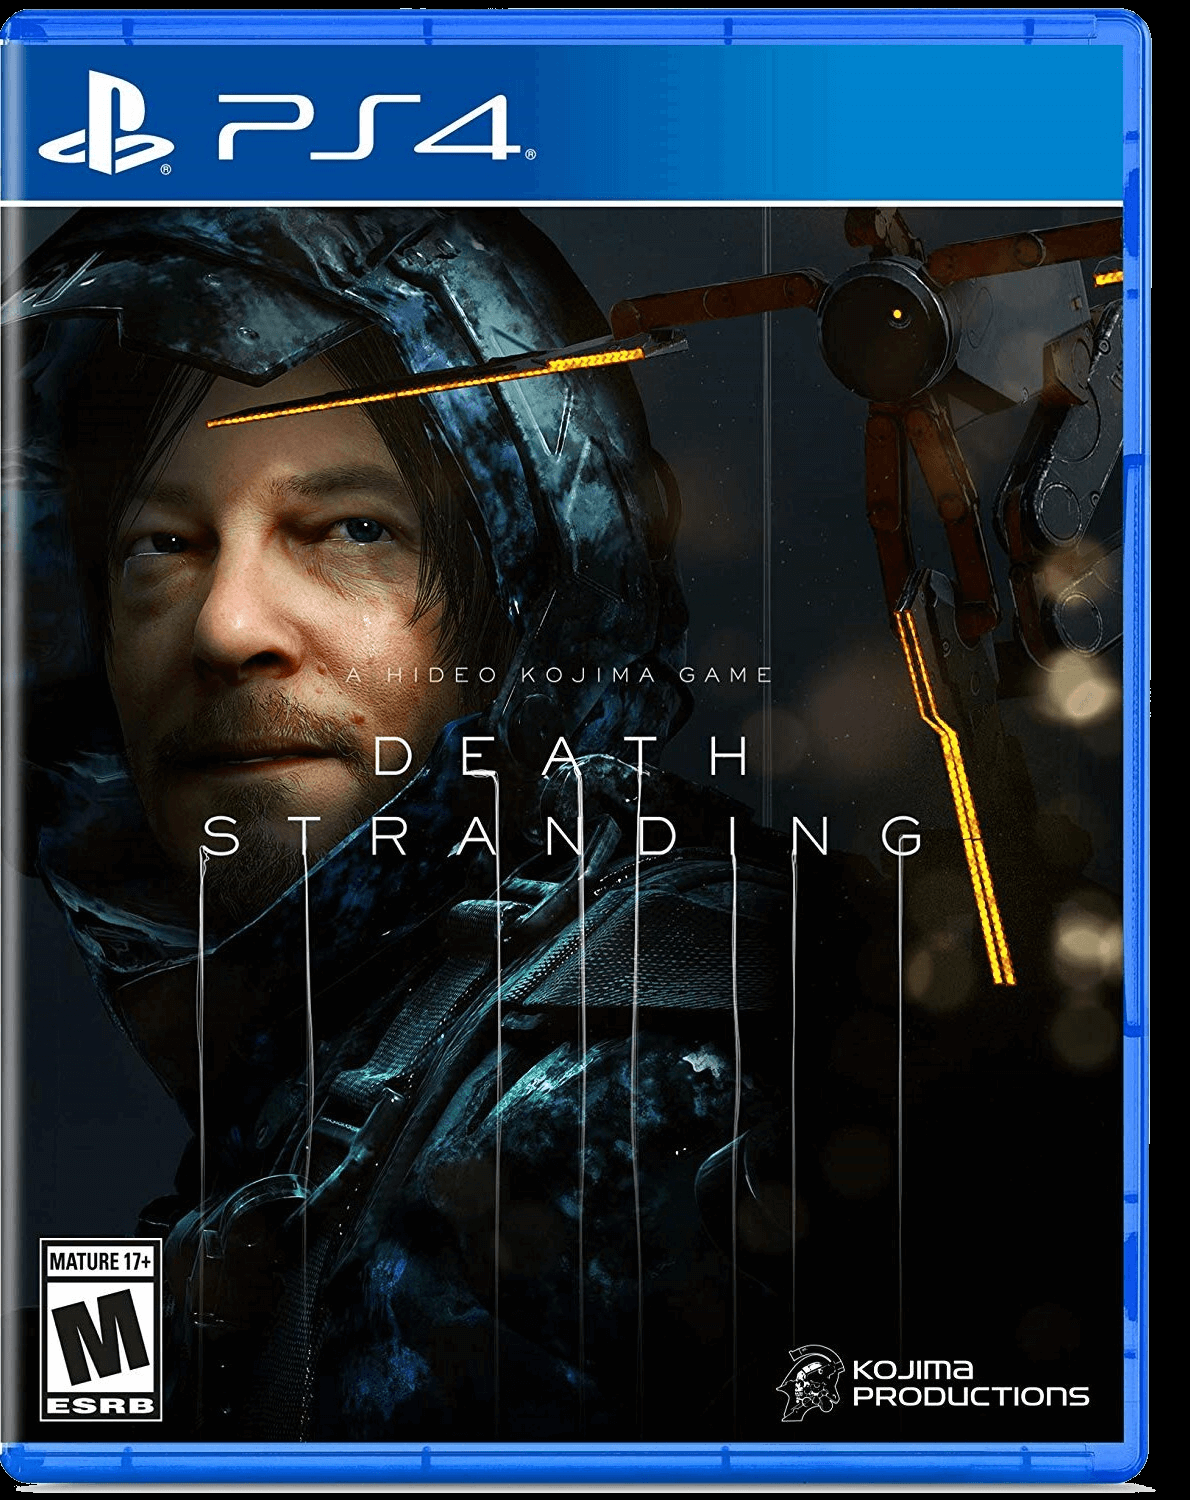 PS4®
A HIDEO KOJIMA GAME
DEATH
STRANDING
MATURE 17+
M
ESRB
KOJIMA
PRODUCTIONS